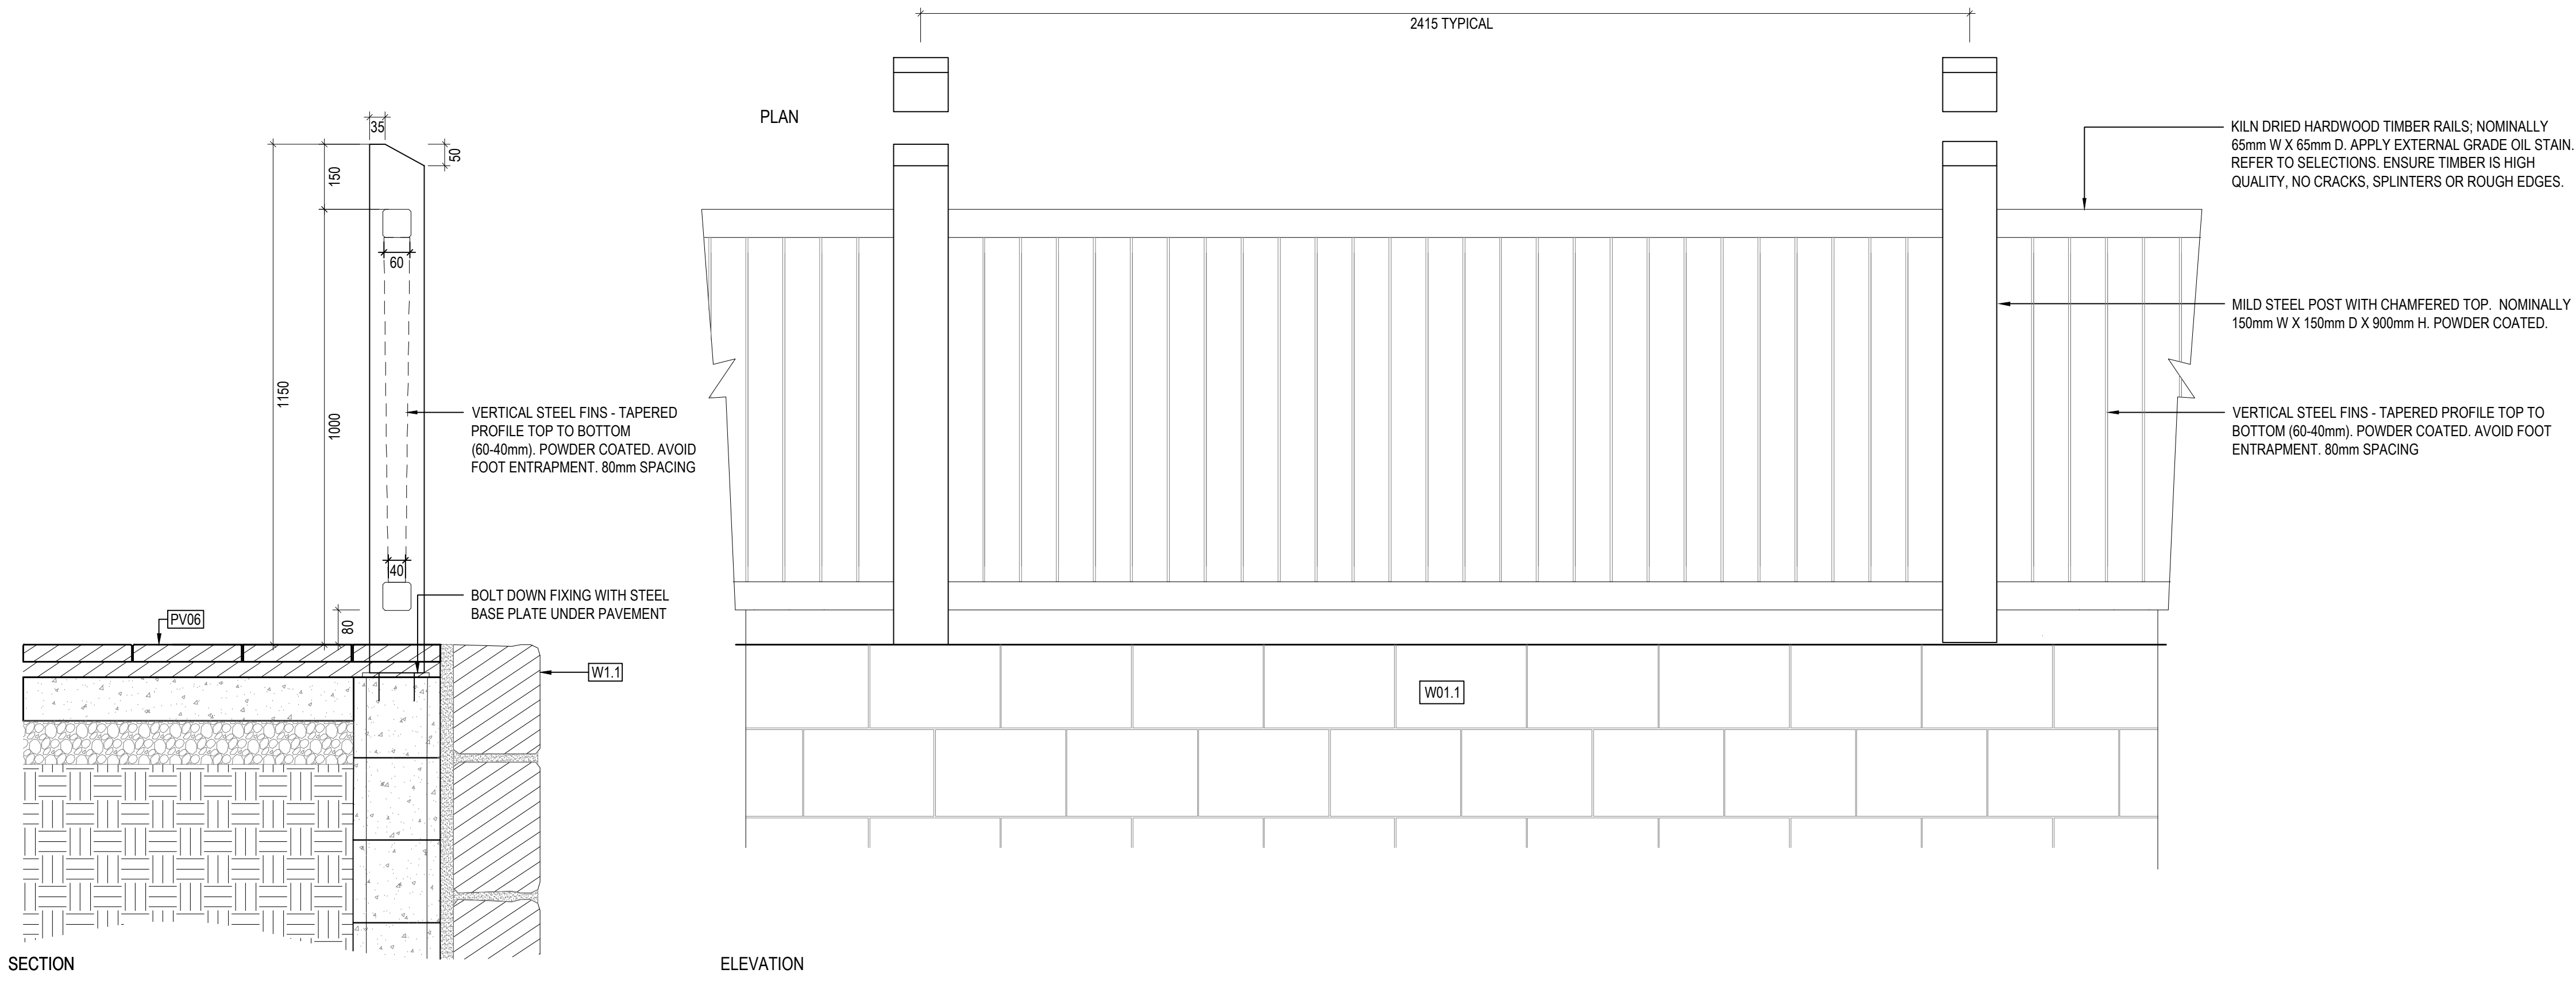 2415 TYPICAL
PLAN
35
50
150
60
1150
1000
40
80
KILN DRIED HARDWOOD TIMBER RAILS; NOMINALLY
65mm W X 65mm D. APPLY EXTERNAL GRADE OIL STAIN.
REFER TO SELECTIONS. ENSURE TIMBER IS HIGH
QUALITY, NO CRACKS, SPLINTERS OR ROUGH EDGES.
MILD STEEL POST WITH CHAMFERED TOP. NOMINALLY
150mm W X 150mm D X 900mm H. POWDER COATED.
VERTICAL STEEL FINS - TAPERED
PROFILE TOP TO BOTTOM
(60-40mm). POWDER COATED. AVOID
FOOT ENTRAPMENT. 80mm SPACING
VERTICAL STEEL FINS - TAPERED PROFILE TOP TO
BOTTOM (60-40mm). POWDER COATED. AVOID FOOT
ENTRAPMENT. 80mm SPACING
BOLT DOWN FIXING WITH STEEL
BASE PLATE UNDER PAVEMENT
PV06
W1.1
W01.1
SECTION
ELEVATION